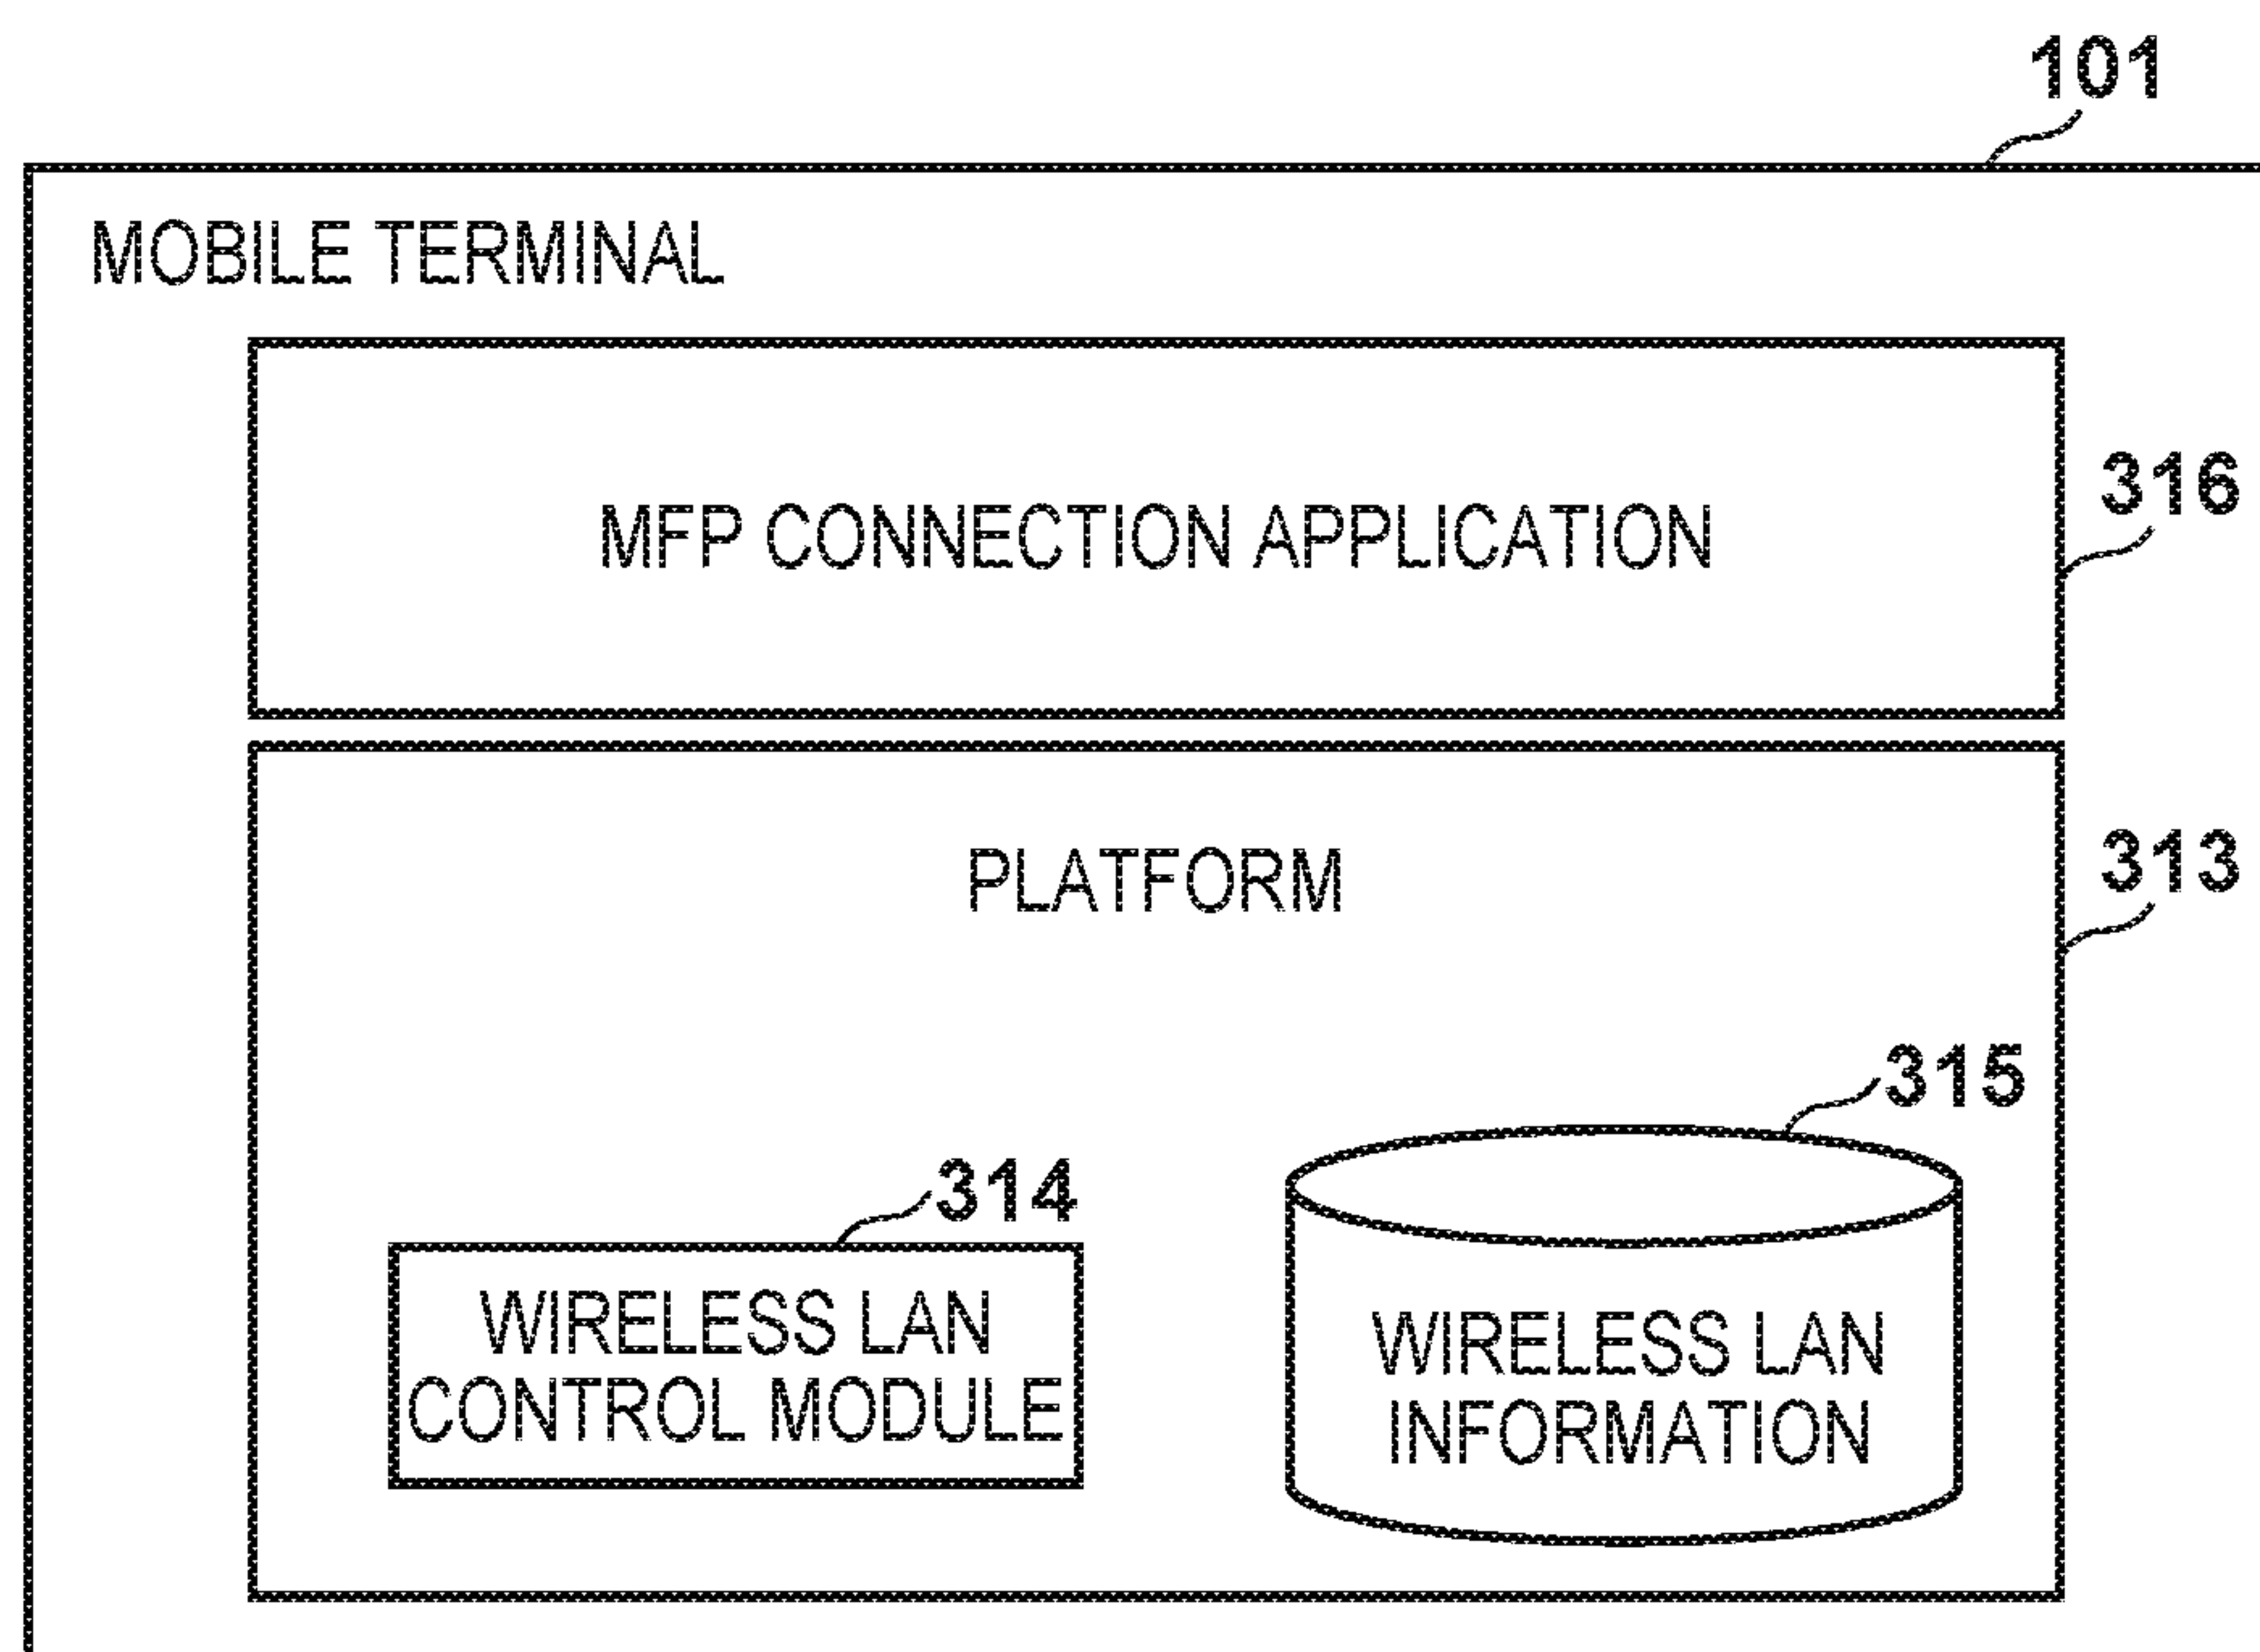 101
MOBILE TERMINAL
MFP CONNECTION APPLICATION
316
PLATFORM
313
315
314
WIRELESS LAN
CONTROL MODULE
WIRELESS LAN
INFORMATION